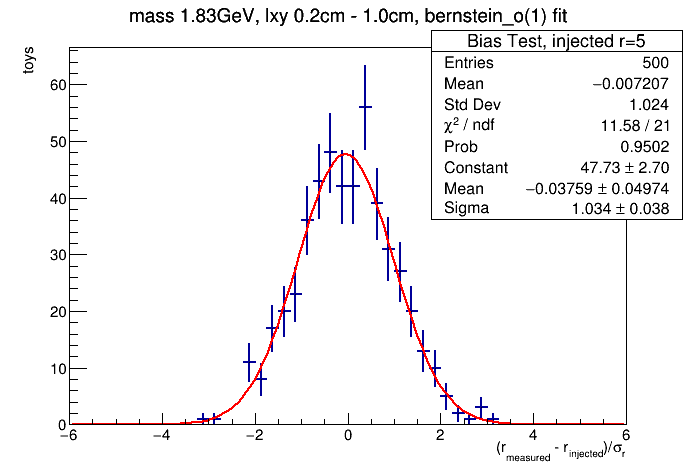 mass 1.83GeV, lxy 0.2cm - 1.0cm, bernstein_o(1) fit
toys
Bias Test, injected r=5
Entries 500
Mean −0.007207
Std Dev 1.024
χ² / ndf 11.58 / 21
Prob 0.9502
Constant 47.73 ± 2.70
Mean −0.03759 ± 0.04974
Sigma 1.034 ± 0.038
60
50
40
30
20
10
0
−6 −4 −2 0 2 4 6
(r_measured - r_injected)/σ_r